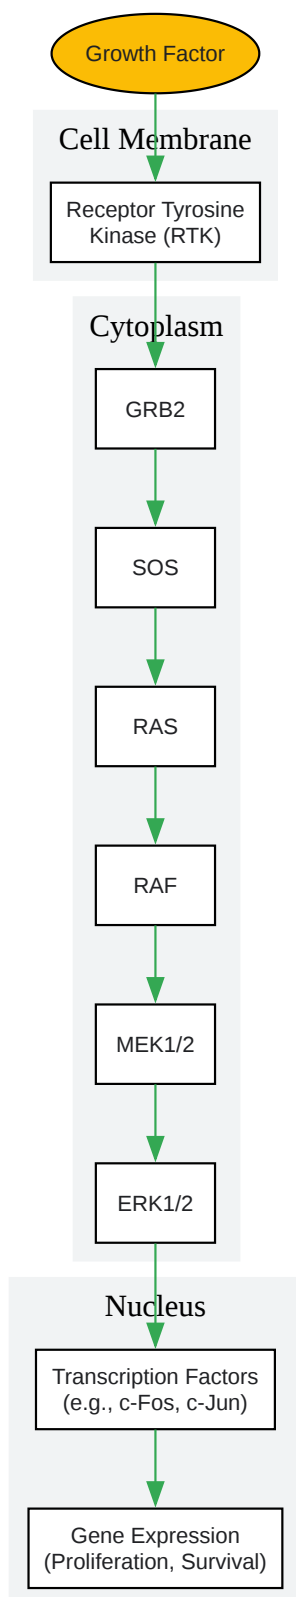 Growth Factor
Cell Membrane
Receptor Tyrosine
Kinase (RTK)
Cytoplasm
GRB2
SOS
RAS
RAF
MEK1/2
ERK1/2
Nucleus
Transcription Factors
(e.g., c-Fos, c-Jun)
Gene Expression
(Proliferation, Survival)